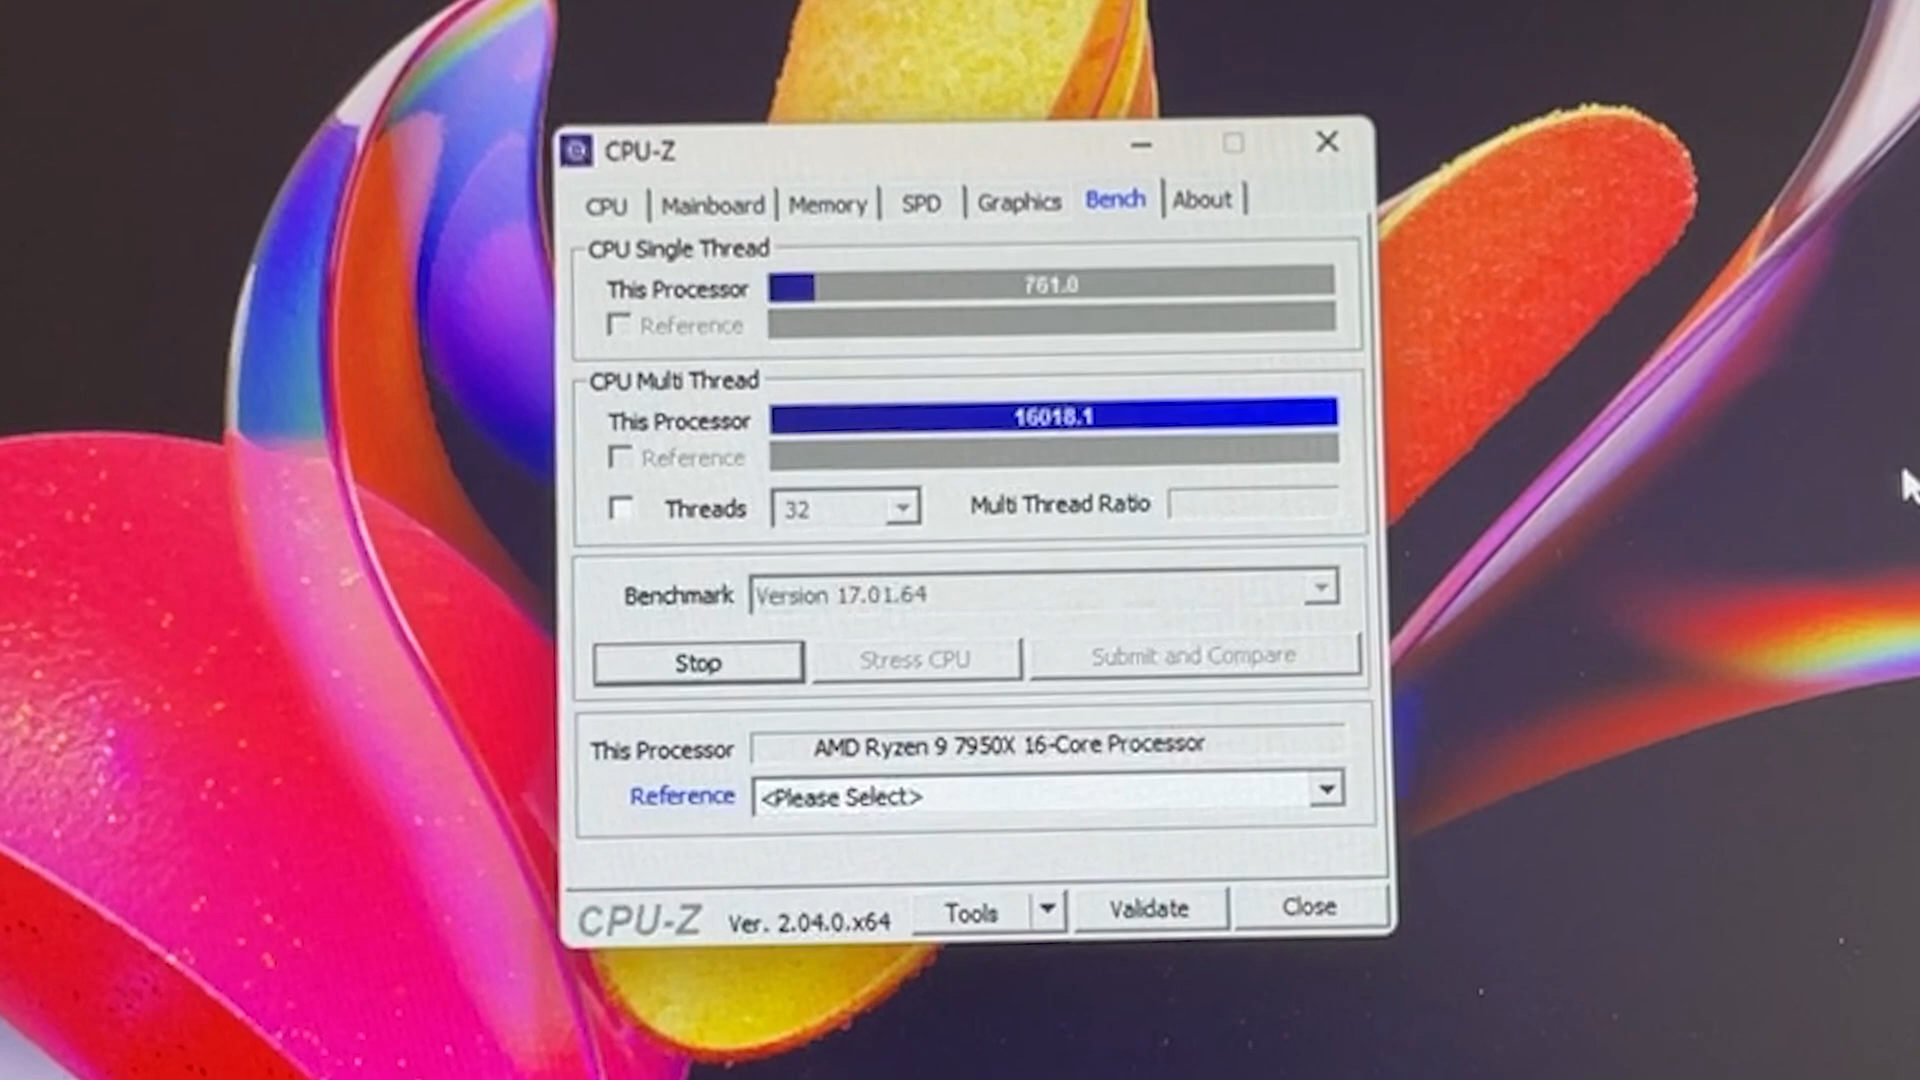 CPU-Z
CPU Mainboard Memory SPD Graphics Bench About
CPU Single Thread
This Processor 761.0
Reference
CPU Multi Thread
This Processor 16018.1
Reference
Threads 32 Multi Thread Ratio
Benchmark Version 17.01.64
Stop Stress CPU Submit and Compare
This Processor AMD Ryzen 9 7950X 16-Core Processor
Reference <Please Select>
CPU-Z Ver. 2.04.0.x64 Tools Validate Close